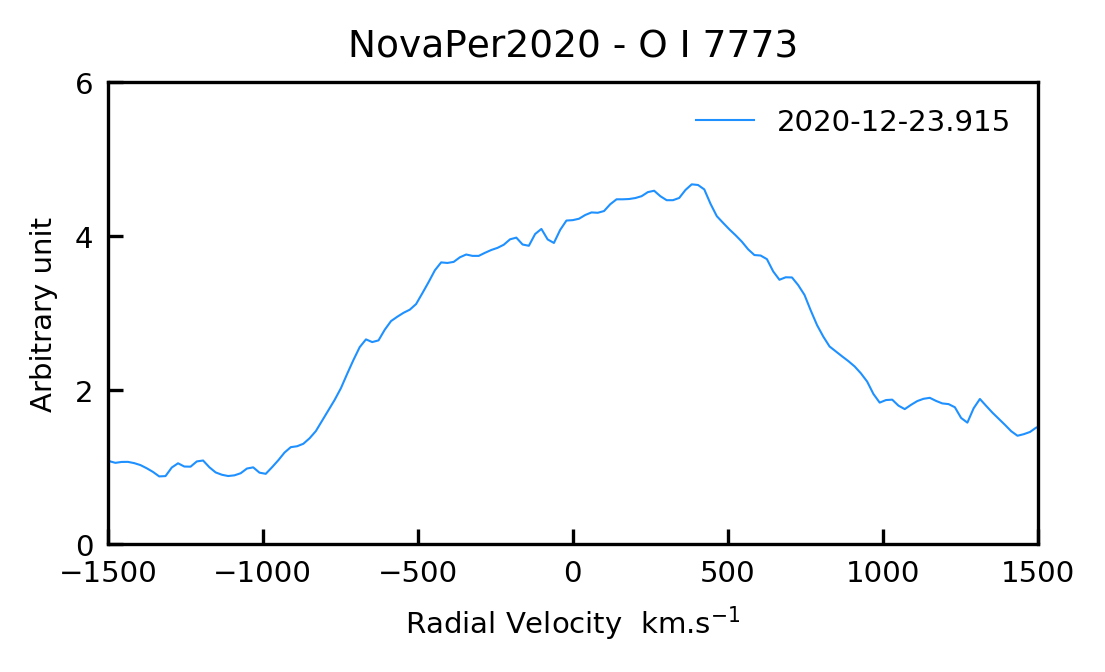 NovaPer2020 - O I 7773
2020-12-23.915
Arbitrary unit
6
4
2
0
−1500 −1000 −500 0 500 1000 1500
Radial Velocity  km.s⁻¹